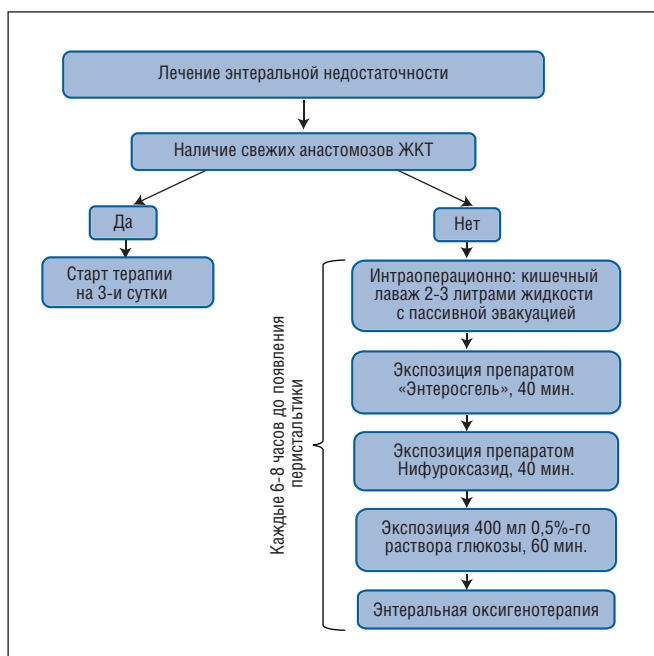 Лечение энтеральной недостаточности
Наличие свежих анастомозов ЖКТ
Да
Нет
Старт терапии
на 3-и сутки
Каждые 6-8 часов до появления
перистальтики
Интраоперационно: кишечный
лаваж 2-3 литрами жидкости
с пассивной эвакуацией
Экспозиция препаратом
«Энтеросгель», 40 мин.
Экспозиция препаратом
Нифуроксазид, 40 мин.
Экспозиция 400 мл 0,5%-го
раствора глюкозы, 60 мин.
Энтеральная оксигенотерапия